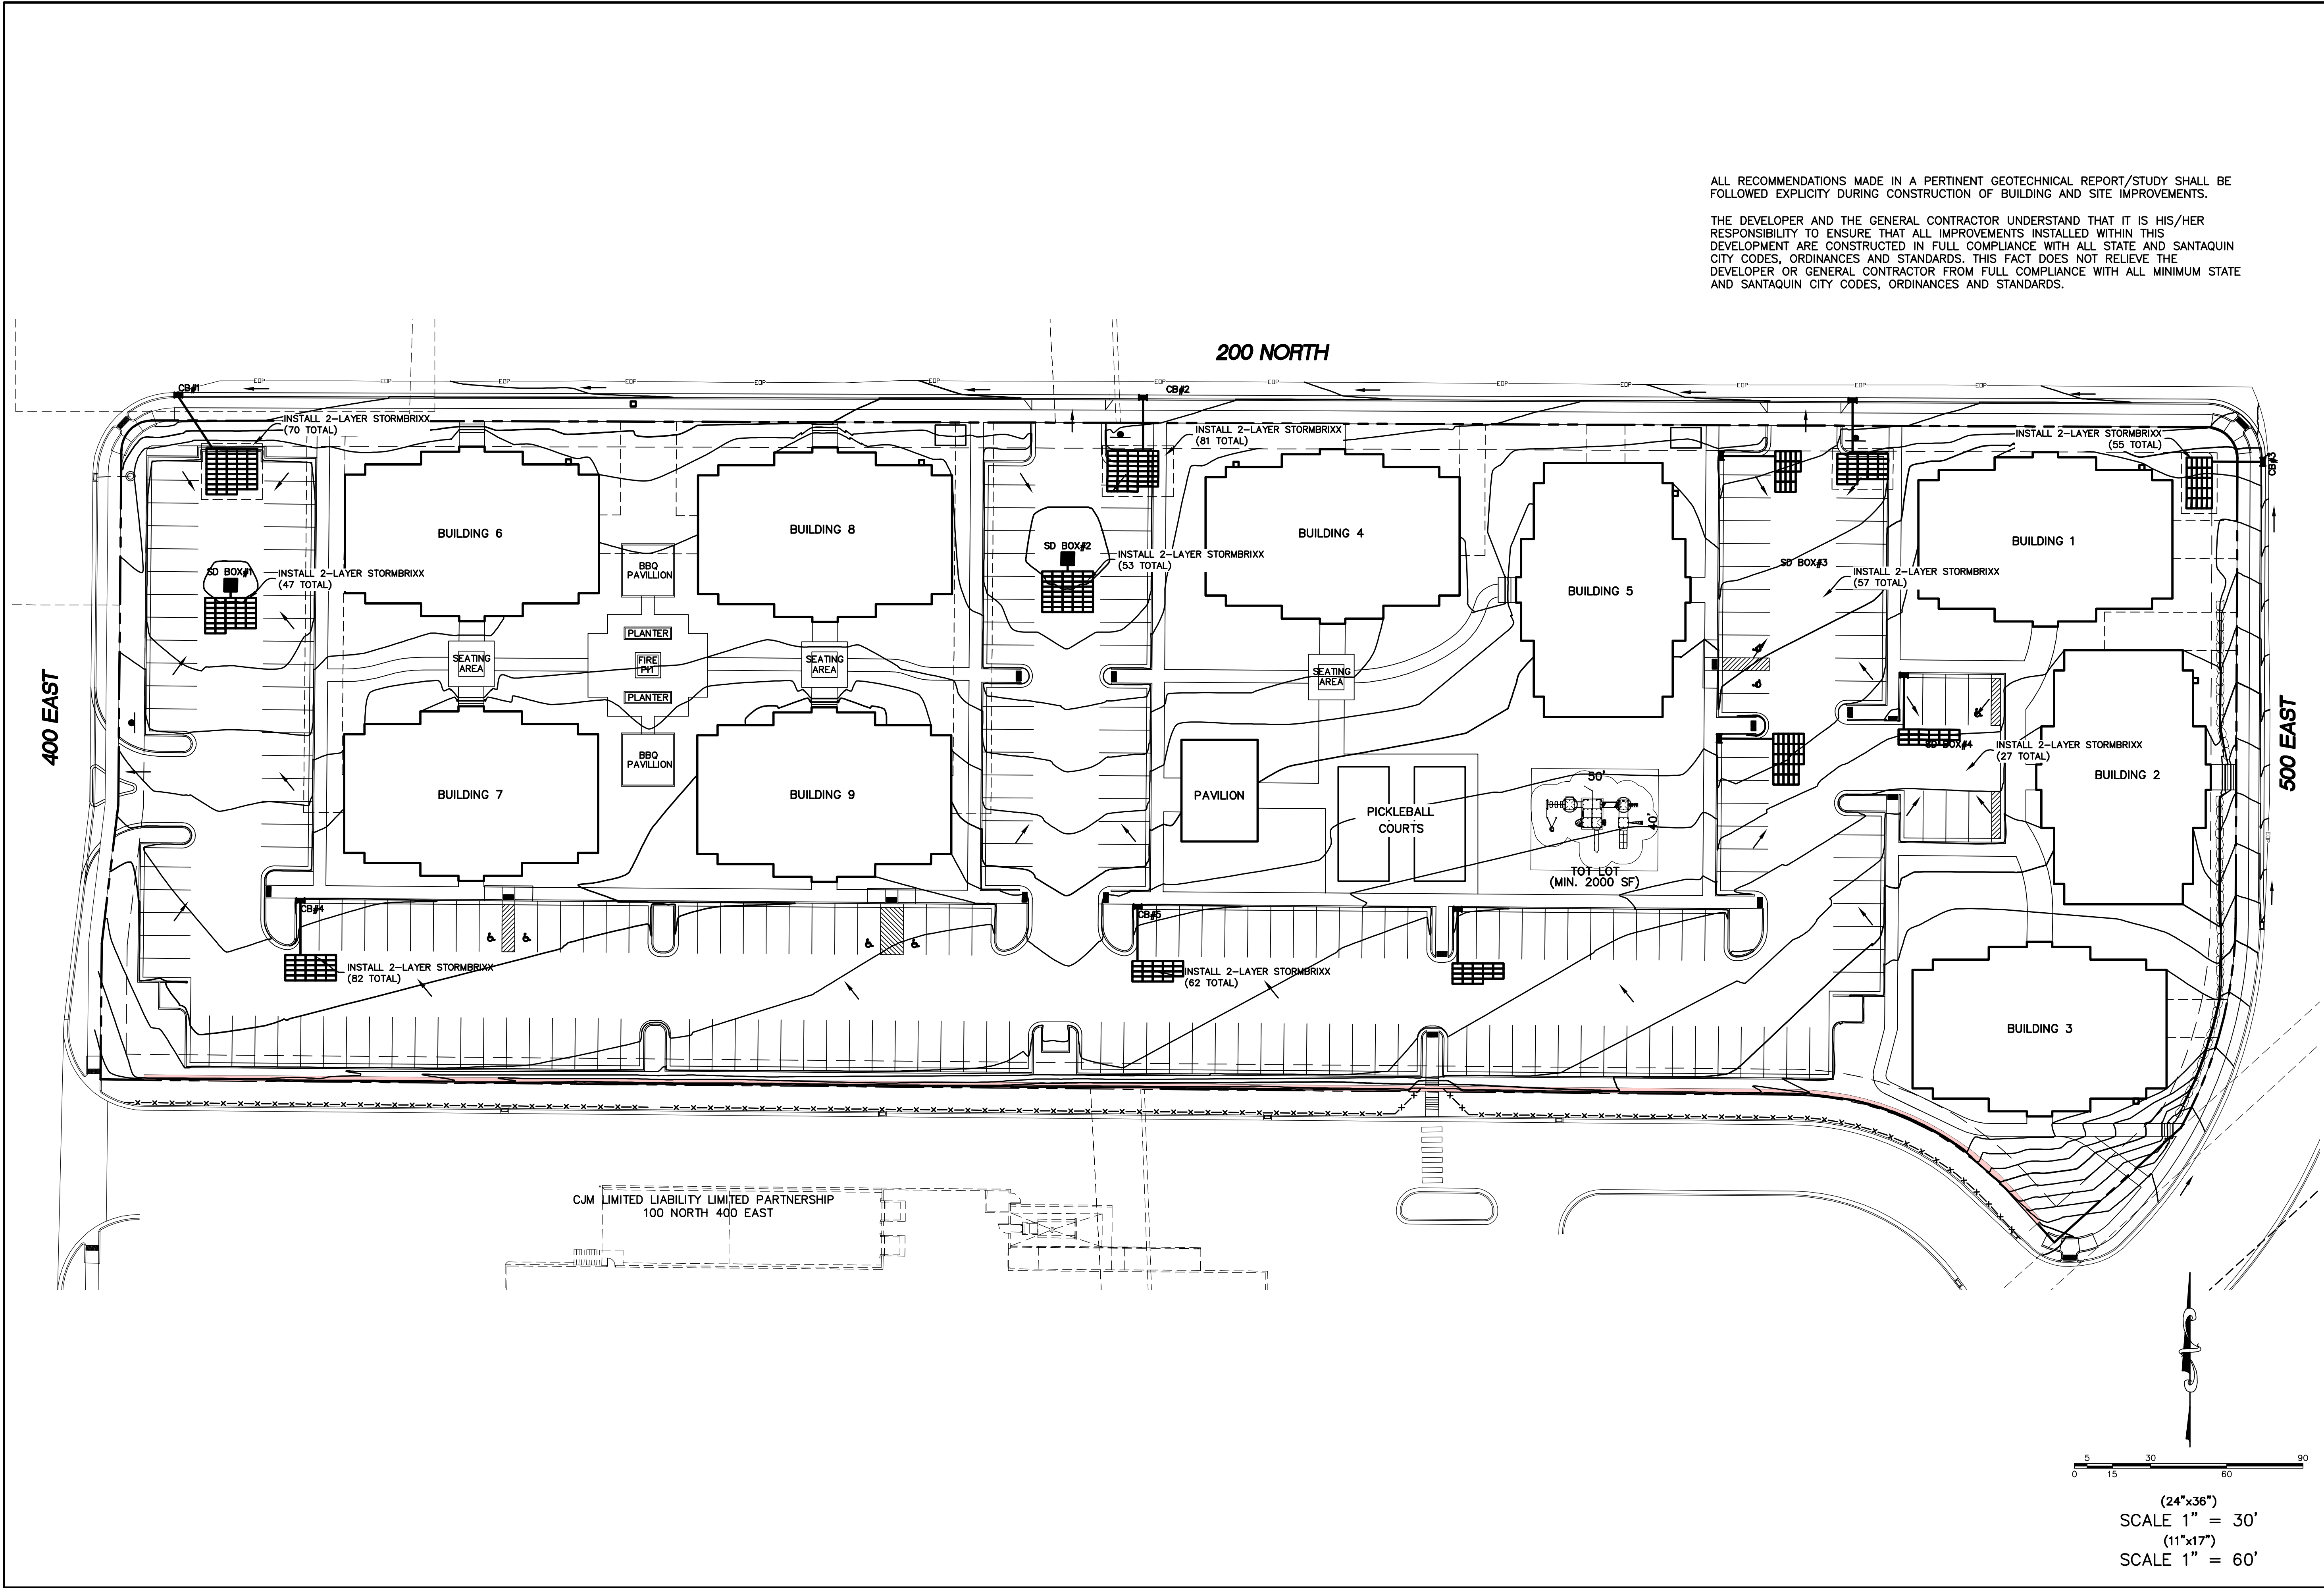 ALL RECOMMENDATIONS MADE IN A PERTINENT GEOTECHNICAL REPORT/STUDY SHALL BE
FOLLOWED EXPLICITY DURING CONSTRUCTION OF BUILDING AND SITE IMPROVEMENTS.
THE DEVELOPER AND THE GENERAL CONTRACTOR UNDERSTAND THAT IT IS HIS/HER
RESPONSIBILITY TO ENSURE THAT ALL IMPROVEMENTS INSTALLED WITHIN THIS
DEVELOPMENT ARE CONSTRUCTED IN FULL COMPLIANCE WITH ALL STATE AND SANTAQUIN
CITY CODES, ORDINANCES AND STANDARDS. THIS FACT DOES NOT RELIEVE THE
DEVELOPER OR GENERAL CONTRACTOR FROM FULL COMPLIANCE WITH ALL MINIMUM STATE
AND SANTAQUIN CITY CODES, ORDINANCES AND STANDARDS.
200 NORTH
EOP EOP EOP EOP EOP EOP EOP EOP EOP EOP EOP
CB#1
CB#2
CB#3
INSTALL 2-LAYER STORMBRIXX
(70 TOTAL)
INSTALL 2-LAYER STORMBRIXX
(81 TOTAL)
INSTALL 2-LAYER STORMBRIXX
(55 TOTAL)
BUILDING 6
BUILDING 8
BUILDING 4
BUILDING 5
BUILDING 1
SD BOX#1
INSTALL 2-LAYER STORMBRIXX
(47 TOTAL)
BBQ
PAVILLION
SD BOX#2
INSTALL 2-LAYER STORMBRIXX
(53 TOTAL)
SD BOX#3
INSTALL 2-LAYER STORMBRIXX
(57 TOTAL)
PLANTER
SEATING
AREA
FIRE
PIT
SEATING
AREA
SEATING
AREA
PLANTER
400 EAST
500 EAST
BBQ
PAVILLION
SD BOX#4
INSTALL 2-LAYER STORMBRIXX
(27 TOTAL)
BUILDING 7
BUILDING 9
PAVILION
PICKLEBALL
COURTS
50'
40'
TOT LOT
(MIN. 2000 SF)
BUILDING 2
CB#4
CB#5
INSTALL 2-LAYER STORMBRIXX
(82 TOTAL)
INSTALL 2-LAYER STORMBRIXX
(62 TOTAL)
BUILDING 3
CJM LIMITED LIABILITY LIMITED PARTNERSHIP
100 NORTH 400 EAST
5 30 90
0 15 60
(24"x36")
SCALE 1" = 30'
(11"x17")
SCALE 1" = 60'